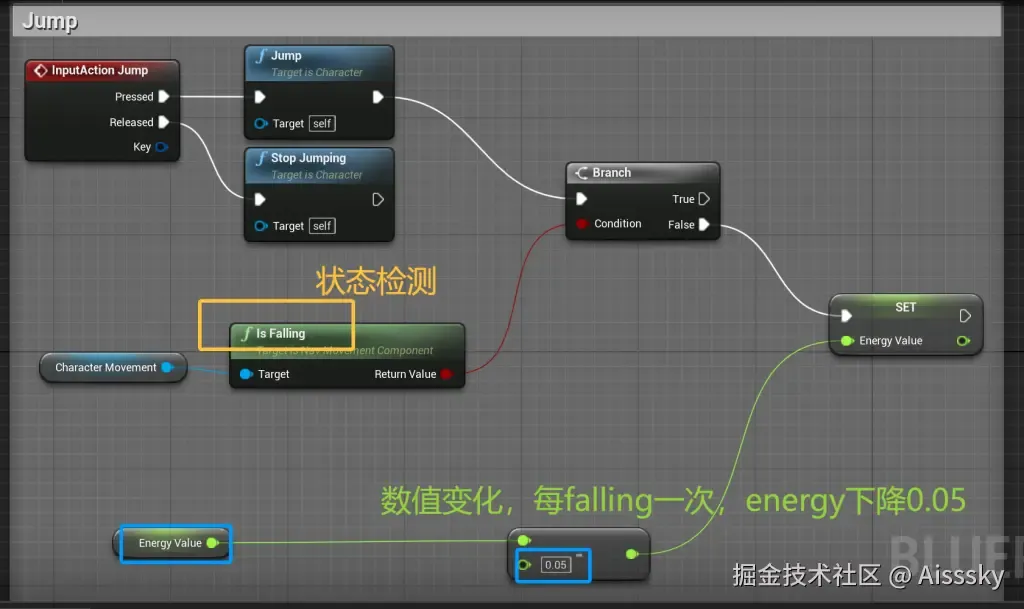 Jump
InputAction Jump
Pressed
Released
Key
Jump
Target is Character
Target self
Stop Jumping
Target is Character
Target self
Branch
True
Condition False
状态检测
Is Falling
Target is Nav Movement Component
Target Return Value
Character Movement
SET
Energy Value
数值变化，每falling一次，energy下降0.05
Energy Value
0.05
掘金技术社区 @ Aisssky